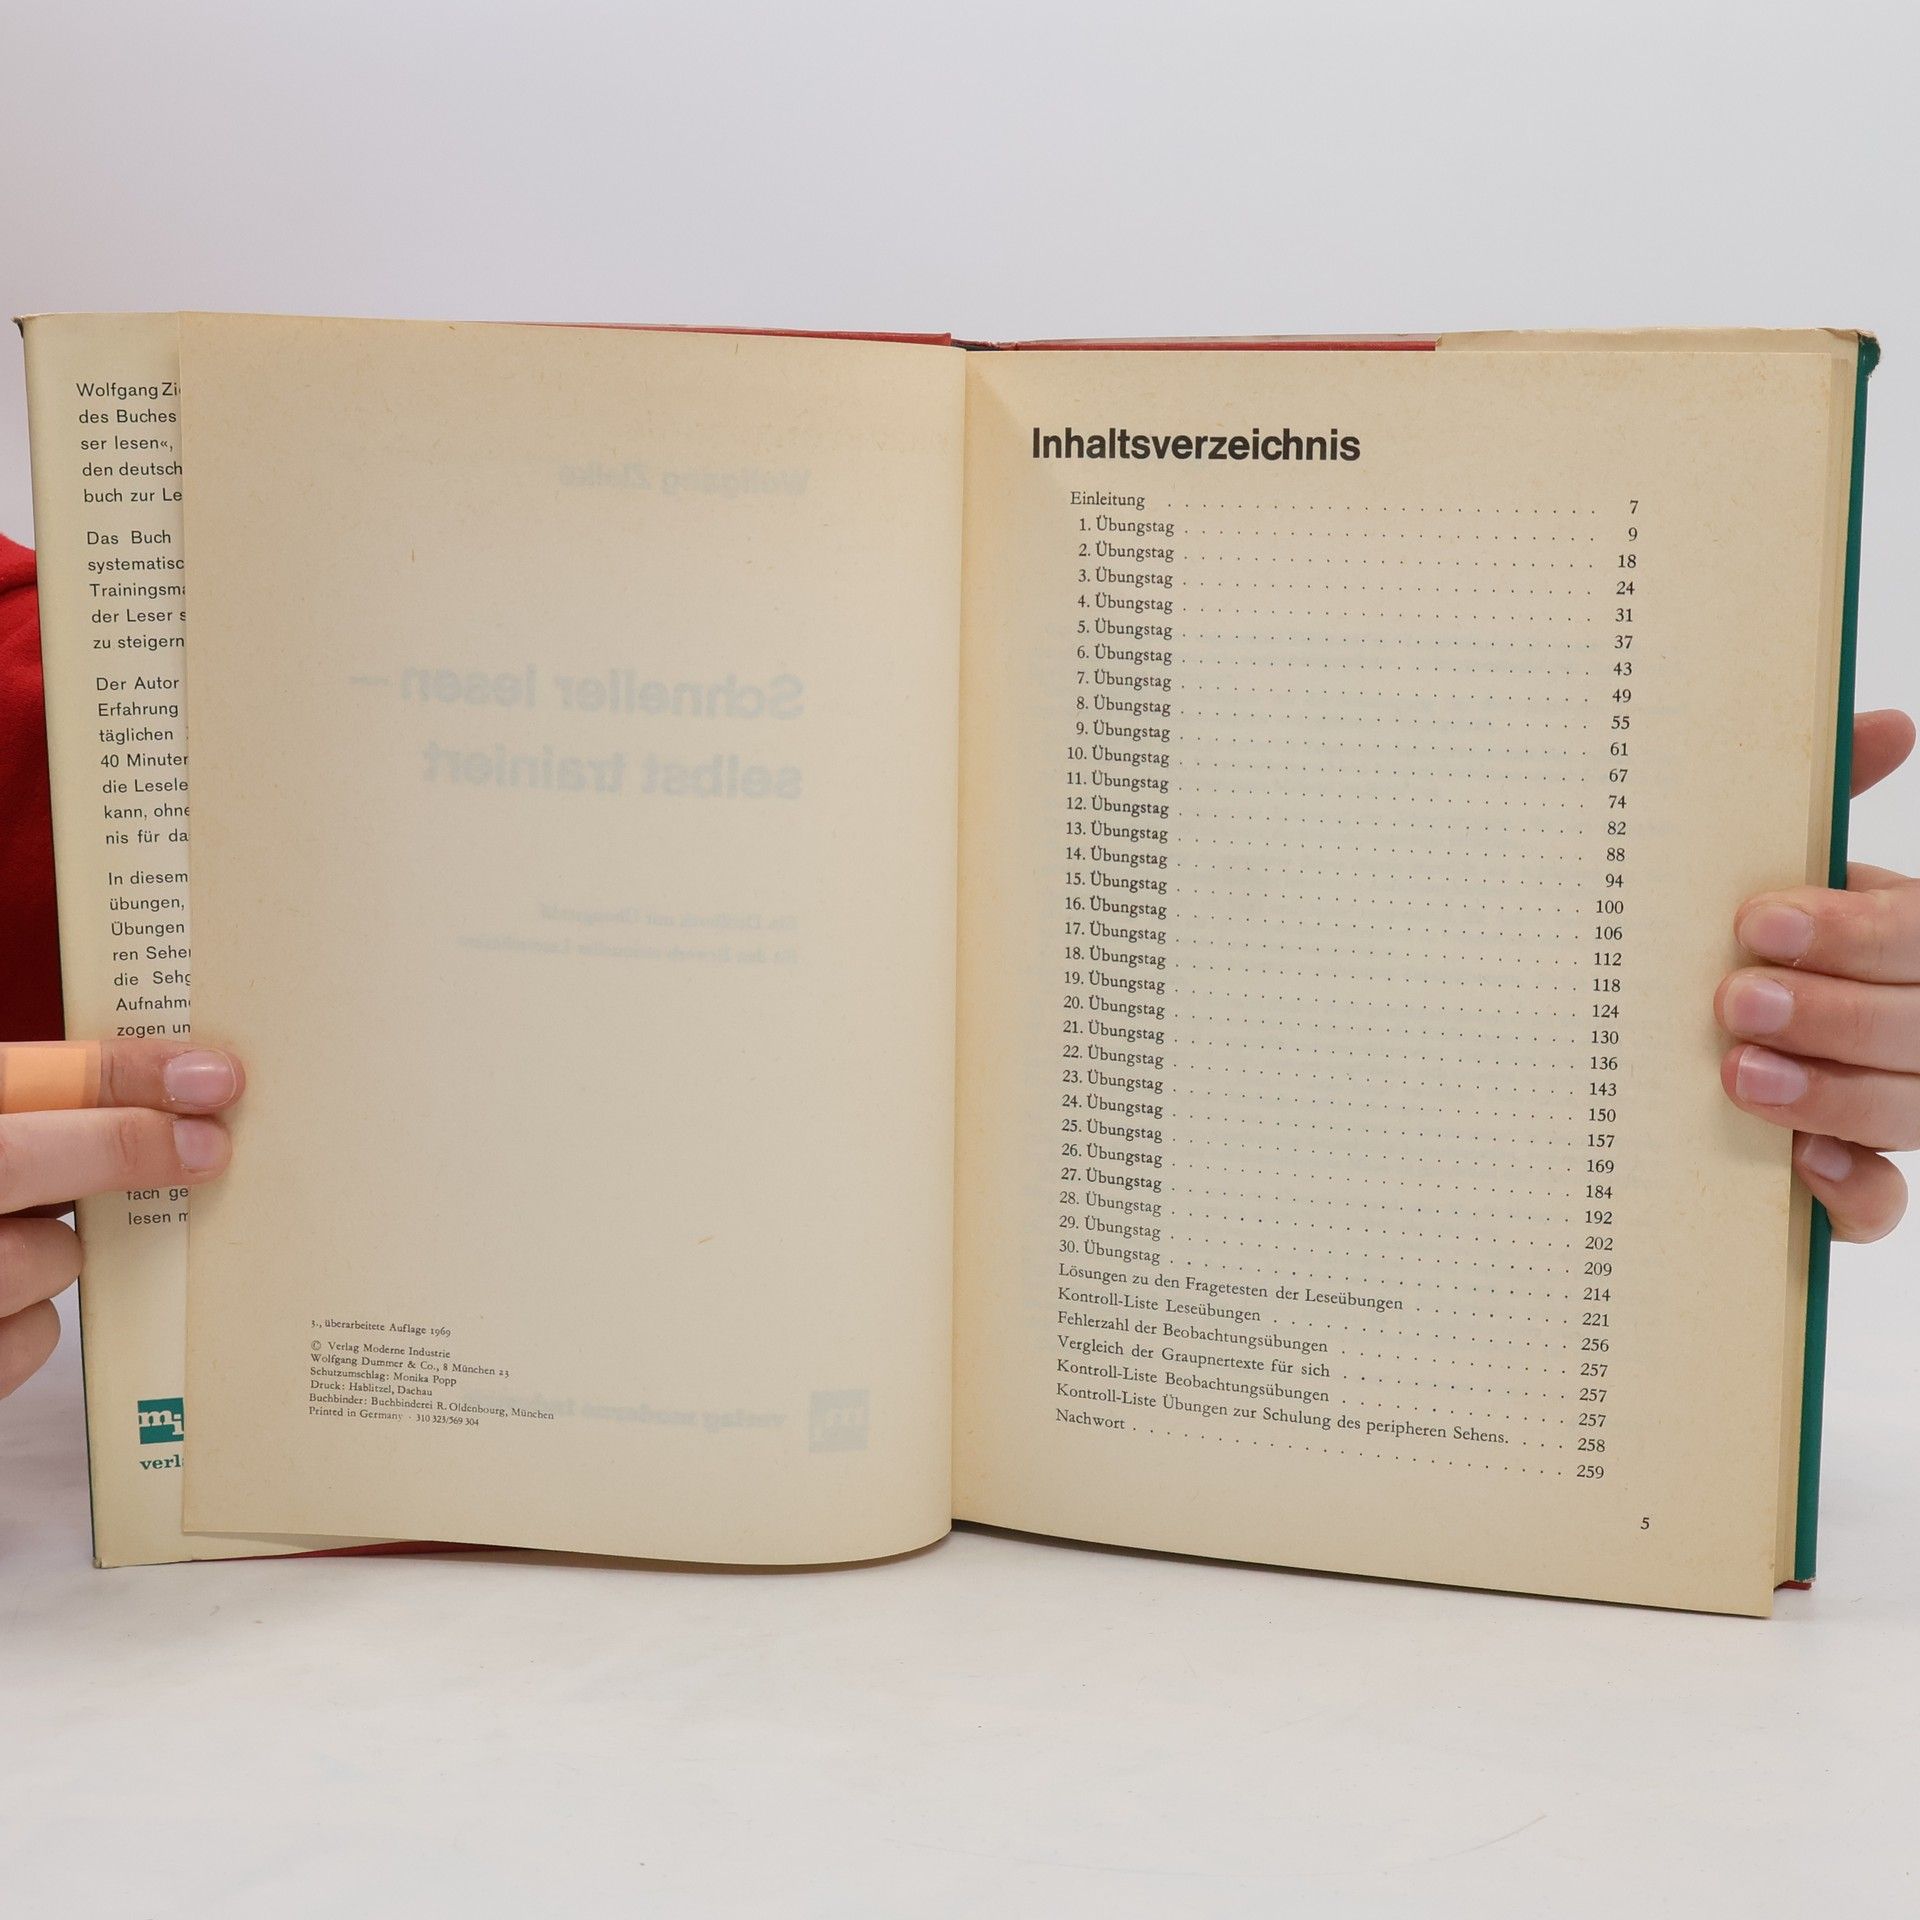 Wolfgang Zi
des Buches
ser lesen«,
den deutsch
buch zur Le
Das Buch
systematisc
Trainingsma
der Leser s
zu steigern
Der Autor
Erfahrung
täglichen
40 Minuten
die Lesele
kann, ohne
nis für da
In diesem
übungen,
Übungen
ren Sehe
die Sehg
Aufnahm
zogen un
fach ge
lesen m
mi
verl
3., überarbeitete Auflage 1969
© Verlag Moderne Industrie
Wolfgang Dummer & Co., 8 München 23
Schutzumschlag: Monika Popp
Druck: Hablitzel, Dachau
Buchbinder: Buchbinderei R. Oldenbourg, München
Printed in Germany · 310 323/569 304
Inhaltsverzeichnis
Einleitung . . . . . 7
1. Übungstag . . . . . 9
2. Übungstag . . . . . 18
3. Übungstag . . . . . 24
4. Übungstag . . . . . 31
5. Übungstag . . . . . 37
6. Übungstag . . . . . 43
7. Übungstag . . . . . 49
8. Übungstag . . . . . 55
9. Übungstag . . . . . 61
10. Übungstag . . . . . 67
11. Übungstag . . . . . 74
12. Übungstag . . . . . 82
13. Übungstag . . . . . 88
14. Übungstag . . . . . 94
15. Übungstag . . . . . 100
16. Übungstag . . . . . 106
17. Übungstag . . . . . 112
18. Übungstag . . . . . 118
19. Übungstag . . . . . 124
20. Übungstag . . . . . 130
21. Übungstag . . . . . 136
22. Übungstag . . . . . 143
23. Übungstag . . . . . 150
24. Übungstag . . . . . 157
25. Übungstag . . . . . 169
26. Übungstag . . . . . 184
27. Übungstag . . . . . 192
28. Übungstag . . . . . 202
29. Übungstag . . . . . 209
30. Übungstag . . . . . 214
Lösungen zu den Fragetesten der Leseübungen . . . . . 221
Kontroll-Liste Leseübungen . . . . . 256
Fehlerzahl der Beobachtungsübungen . . . . . 257
Vergleich der Graupnertexte für sich . . . . . 257
Kontroll-Liste Beobachtungsübungen . . . . . 257
Kontroll-Liste Übungen zur Schulung des peripheren Sehens. . . . 258
Nachwort . . . . . 259
5